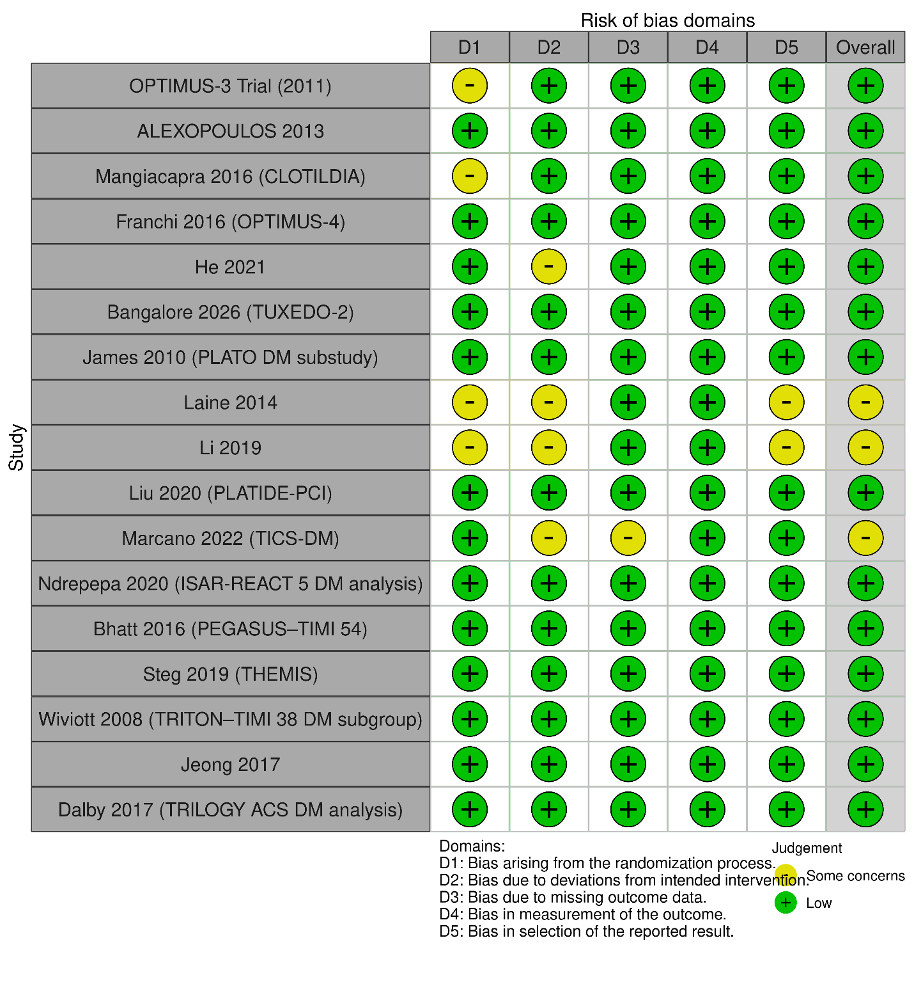 Risk of bias domains
D1 D2 D3 D4 D5 Overall
OPTIMUS-3 Trial (2011) - + + + + +
ALEXOPOULOS 2013 + + + + + +
Mangiacapra 2016 (CLOTILDIA) - + + + + +
Franchi 2016 (OPTIMUS-4) + + + + + +
He 2021 + - + + + +
Bangalore 2026 (TUXEDO-2) + + + + + +
James 2010 (PLATO DM substudy) + + + + + +
Laine 2014 - - + + - -
Li 2019 - - + + - -
Liu 2020 (PLATIDE-PCI) + + + + + +
Marcano 2022 (TICS-DM) + - - + + -
Ndrepepa 2020 (ISAR-REACT 5 DM analysis) + + + + + +
Bhatt 2016 (PEGASUS–TIMI 54) + + + + + +
Steg 2019 (THEMIS) + + + + + +
Wiviott 2008 (TRITON–TIMI 38 DM subgroup) + + + + + +
Jeong 2017 + + + + + +
Dalby 2017 (TRILOGY ACS DM analysis) + + + + + +
Study
Domains:
D1: Bias arising from the randomization process.
D2: Bias due to deviations from intended intervention.
D3: Bias due to missing outcome data.
D4: Bias in measurement of the outcome.
D5: Bias in selection of the reported result.
Judgement
- Some concerns
+ Low